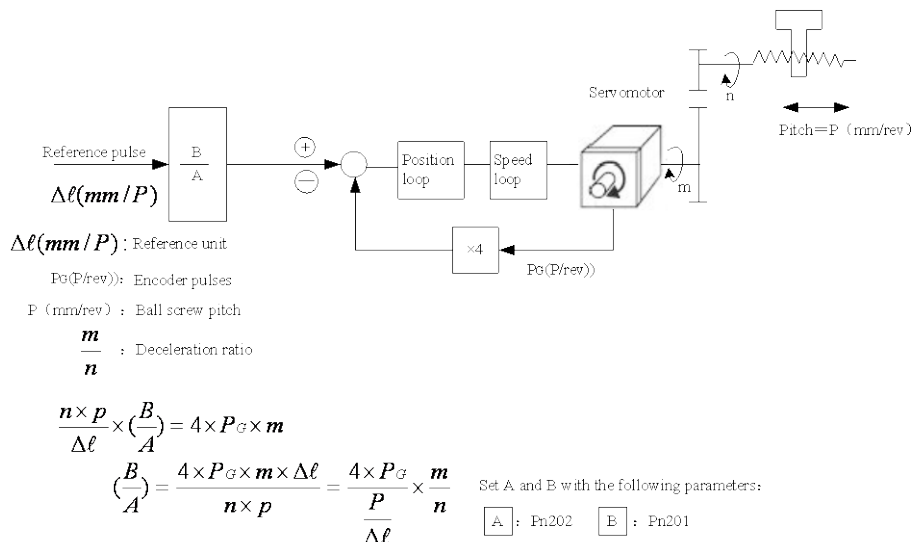 Servomotor
n
Pitch=P（mm/rev）
Reference pulse
B
A
+
−
Position
loop
Speed
loop
m
Δℓ(mm/P)
×4
PG(P/rev))
Δℓ(mm/P) : Reference unit
PG(P/rev)): Encoder pulses
P（mm/rev）: Ball screw pitch
m/n : Deceleration ratio
n×p/Δℓ ×(B/A) = 4×PG×m
(B/A) = 4×PG×m×Δℓ / n×p = 4×PG / (P/Δℓ) × m/n
Set A and B with the following parameters:
A : Pn202 B : Pn201